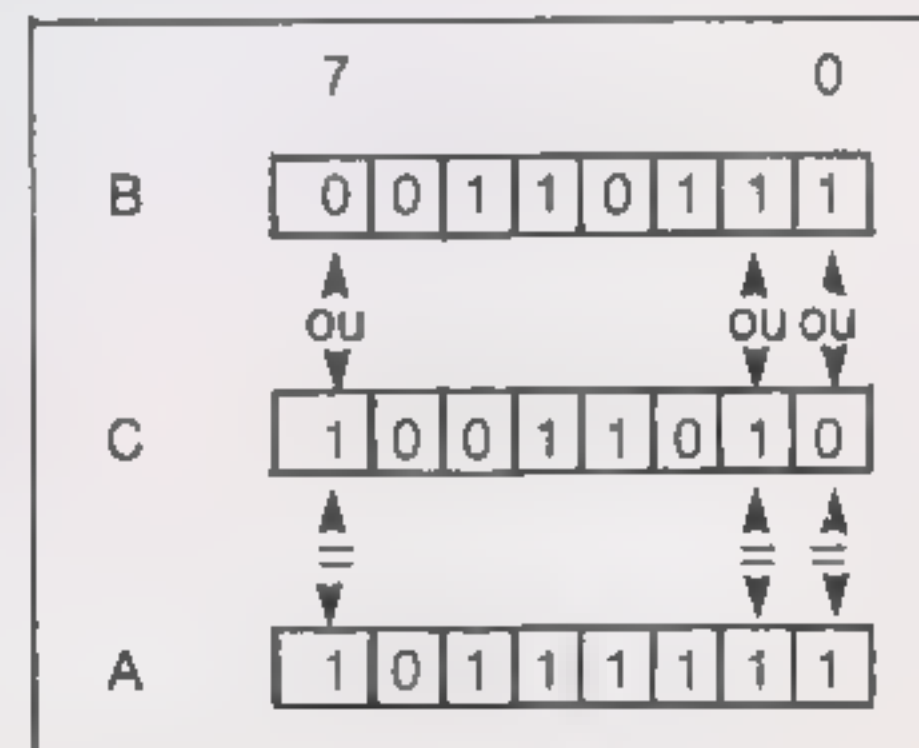 7 0
B 0 0 1 1 0 1 1 1
ou ou ou
C 1 0 0 1 1 0 1 0
= = =
A 1 0 1 1 1 1 1 1